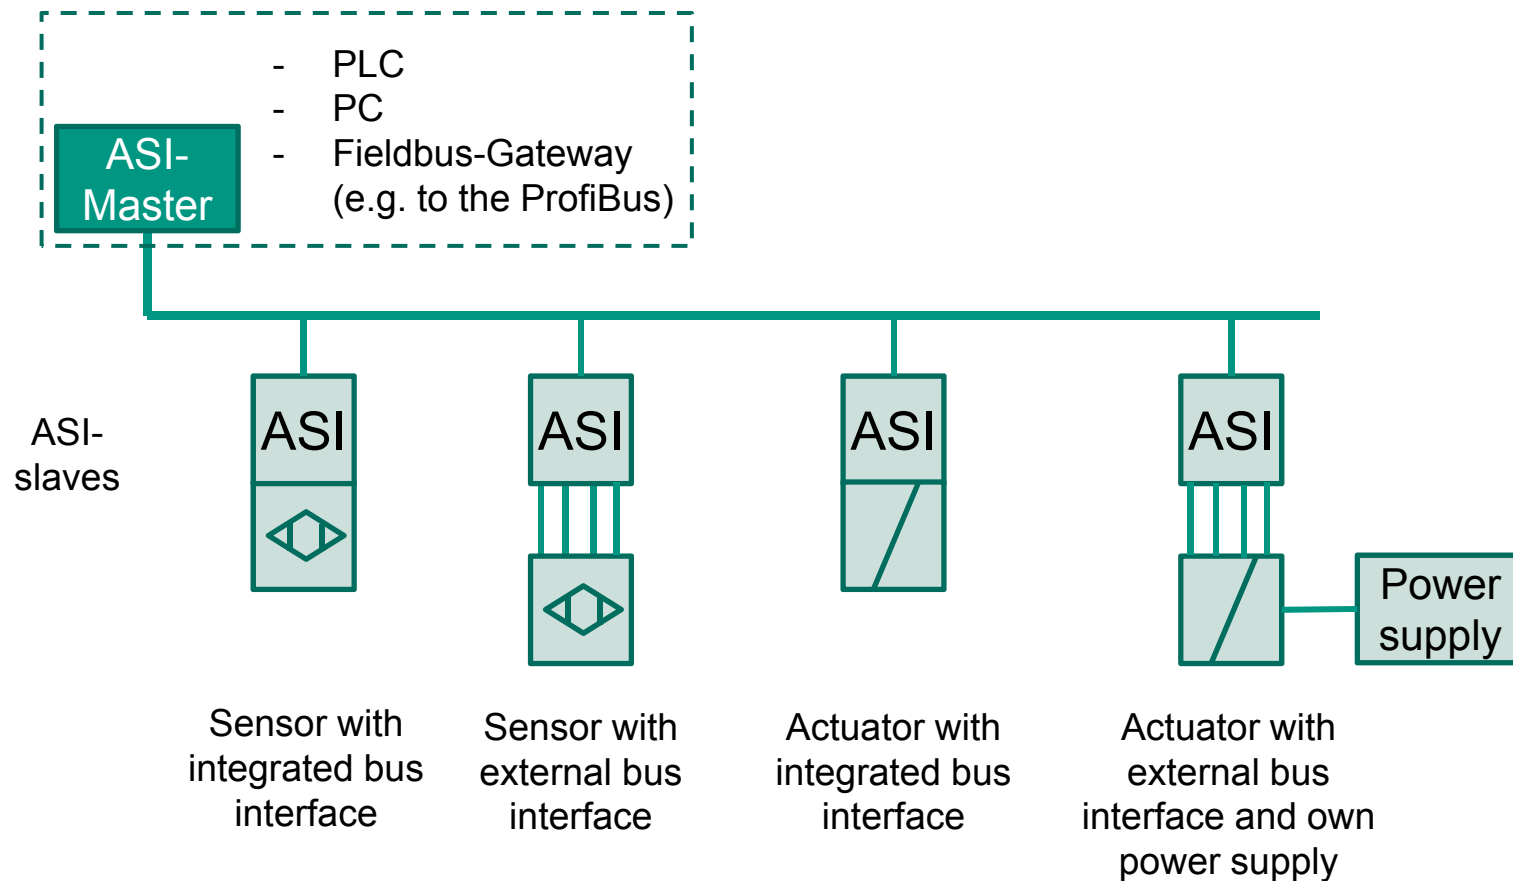 - PLC
- PC
- Fieldbus-Gateway
(e.g. to the ProfiBus)
ASI-
Master
ASI-
slaves
ASI
ASI
ASI
ASI
Power
supply
Sensor with
integrated bus
interface
Sensor with
external bus
interface
Actuator with
integrated bus
interface
Actuator with
external bus
interface and own
power supply